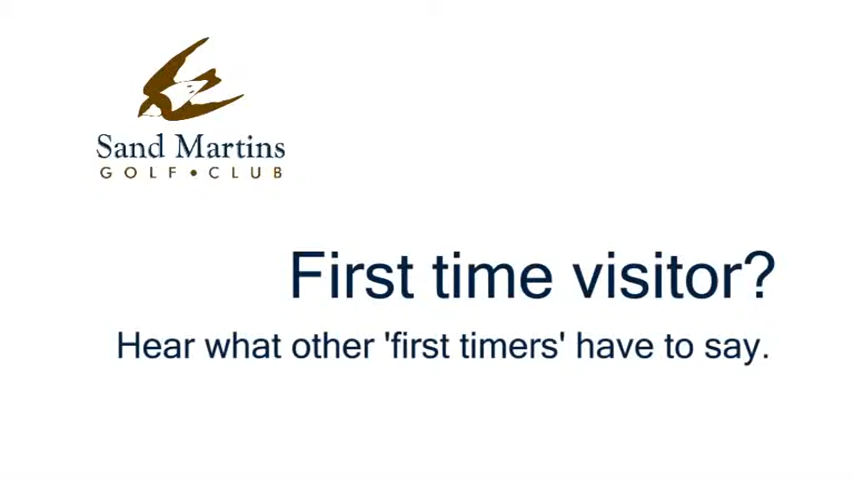 Sand Martins
GOLF • CLUB
First time visitor?
Hear what other 'first timers' have to say.